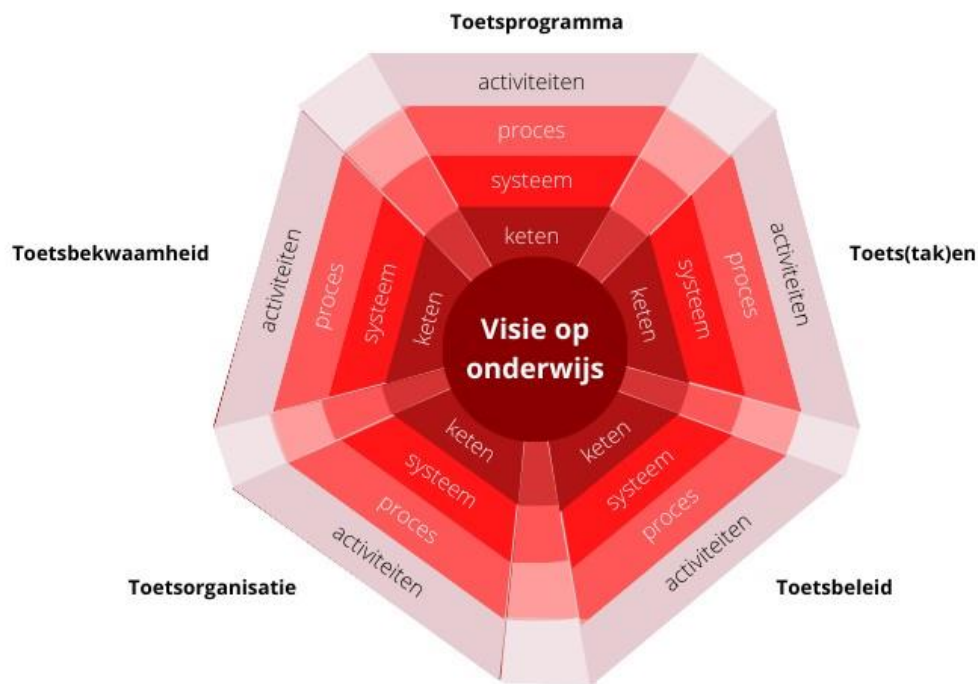 Toetsprogramma
activiteiten
proces
systeem
keten
Toetsbekwaamheid
activiteiten
proces
systeem
keten
Visie op
onderwijs
keten
systeem
proces
activiteiten
Toets(tak)en
keten
systeem
proces
activiteiten
Toetsorganisatie
keten
systeem
proces
activiteiten
Toetsbeleid